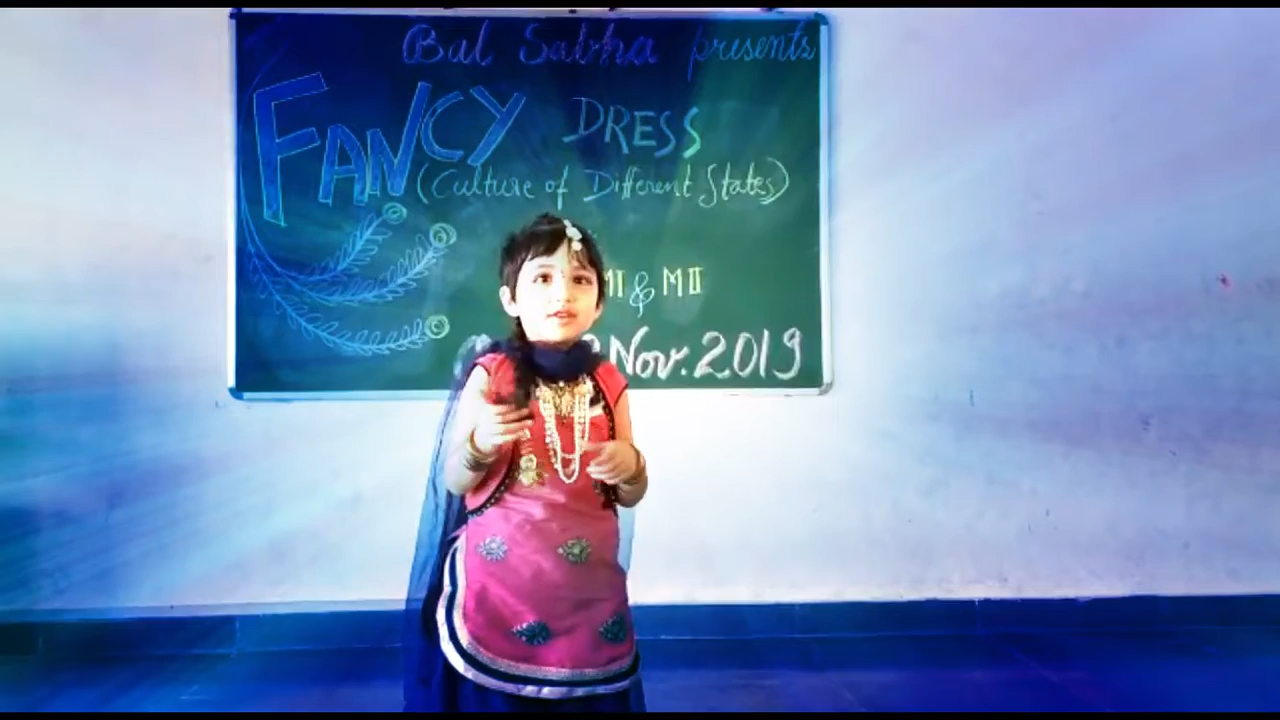 Bal Sabha presents
FANCY DRESS
(Culture of Different States)
MI & MII
Nov. 2019